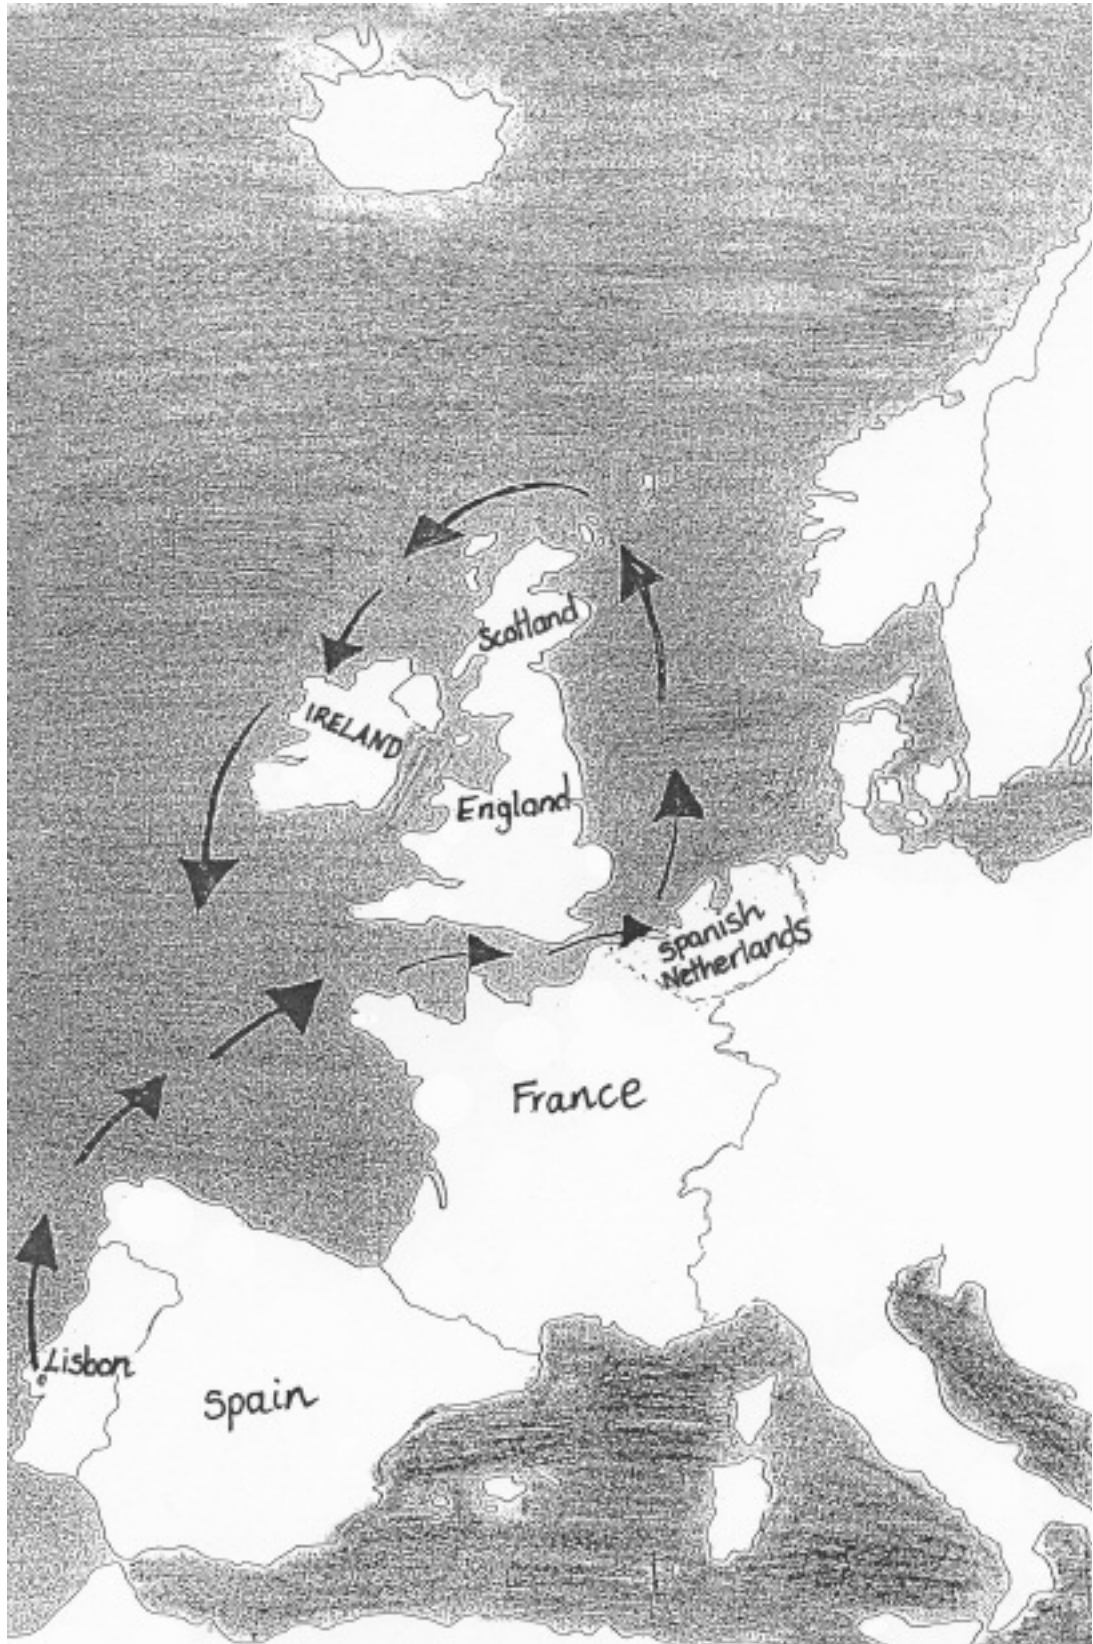 Scotland
IRELAND
England
Spanish
Netherlands
France
Lisbon
Spain